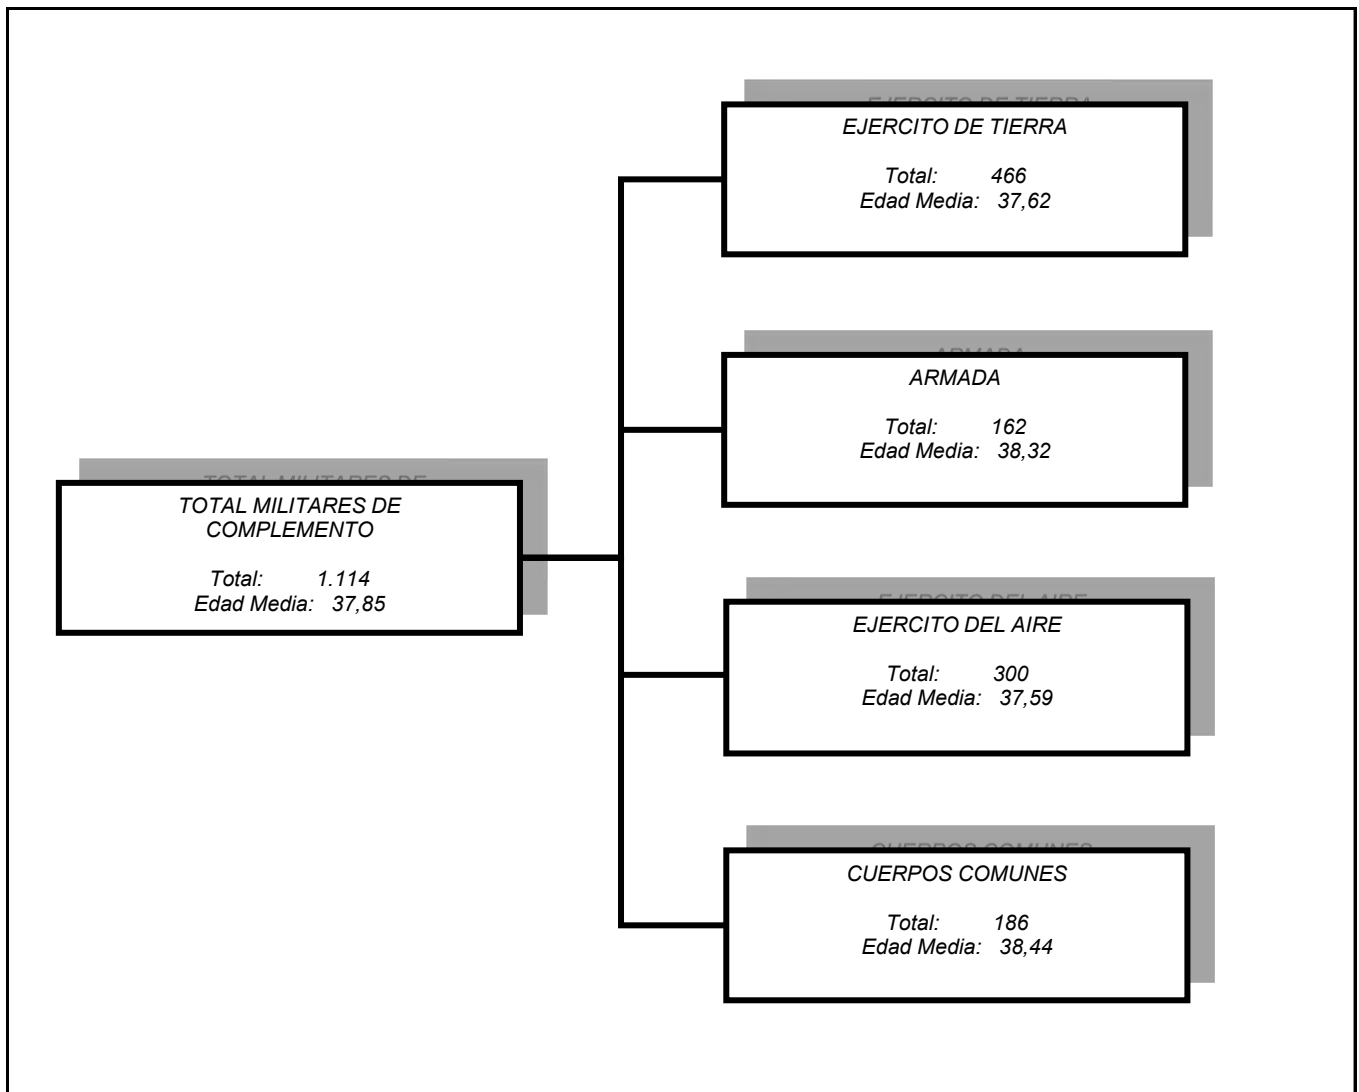 EJERCITO DE TIERRA
Total: 466
Edad Media: 37,62
ARMADA
Total: 162
Edad Media: 38,32
TOTAL MILITARES DE
COMPLEMENTO
Total: 1.114
Edad Media: 37,85
EJERCITO DEL AIRE
Total: 300
Edad Media: 37,59
CUERPOS COMUNES
Total: 186
Edad Media: 38,44